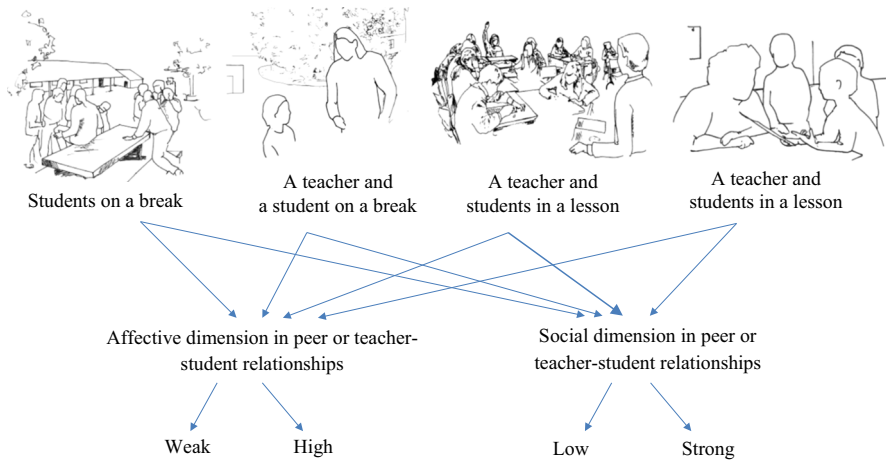 Students on a break
A teacher and
a student on a break
A teacher and
students in a lesson
A teacher and
students in a lesson
Affective dimension in peer or teacher-
student relationships
Social dimension in peer or
teacher-student relationships
Weak
High
Low
Strong